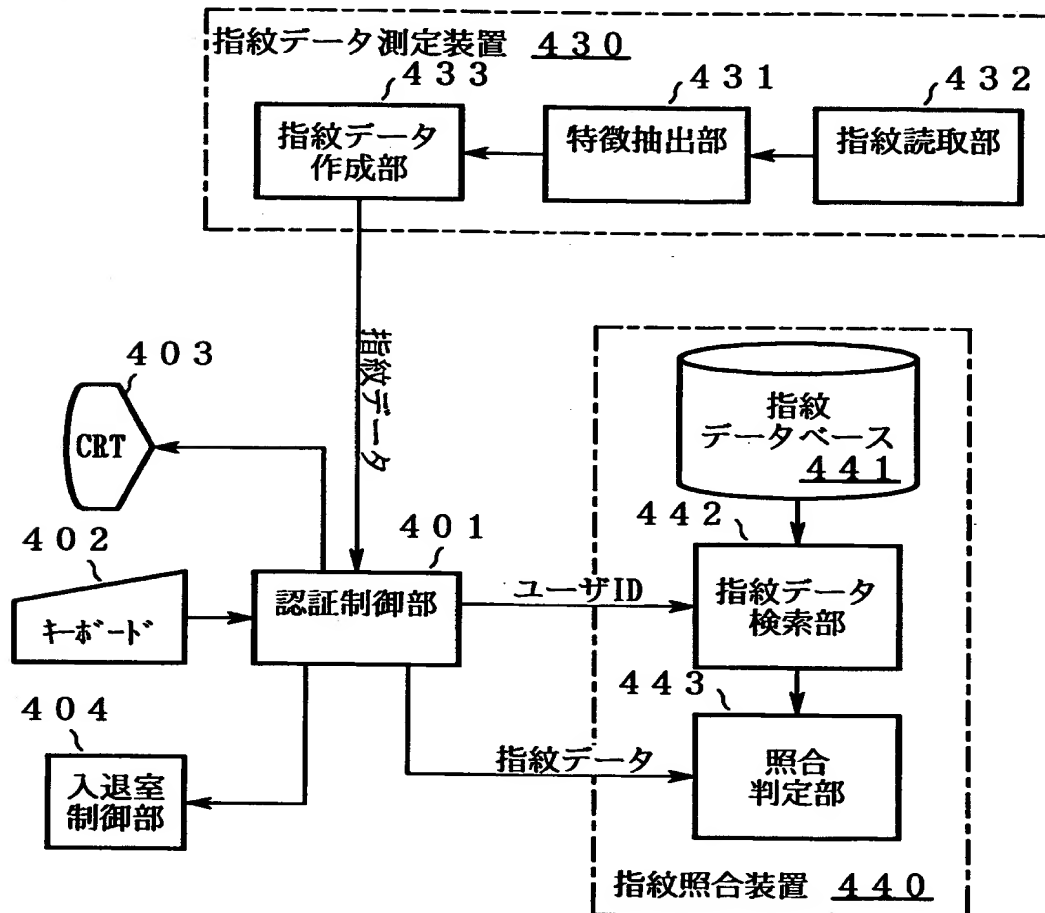 指紋データ測定装置 430
433
431
432
指紋データ
作成部
特徴抽出部
指紋読取部
指紋データ
403
CRT
指紋
データベース
441
442
402
401
キーボード
認証制御部
ユーザID
指紋データ
検索部
443
404
入退室
制御部
指紋データ
照合
判定部
指紋照合装置 440